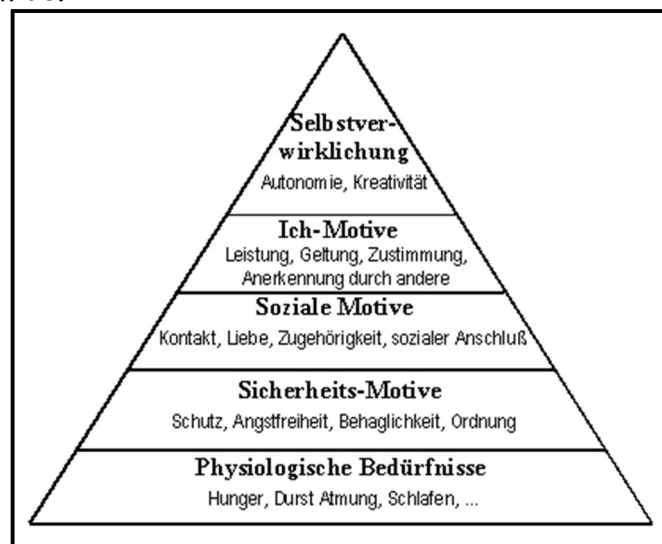 Selbstver-
wirklichung
Autonomie, Kreativität
Ich-Motive
Leistung, Geltung, Zustimmung,
Anerkennung durch andere
Soziale Motive
Kontakt, Liebe, Zugehörigkeit, sozialer Anschluß
Sicherheits-Motive
Schutz, Angstfreiheit, Behaglichkeit, Ordnung
Physiologische Bedürfnisse
Hunger, Durst Atmung, Schlafen, ...